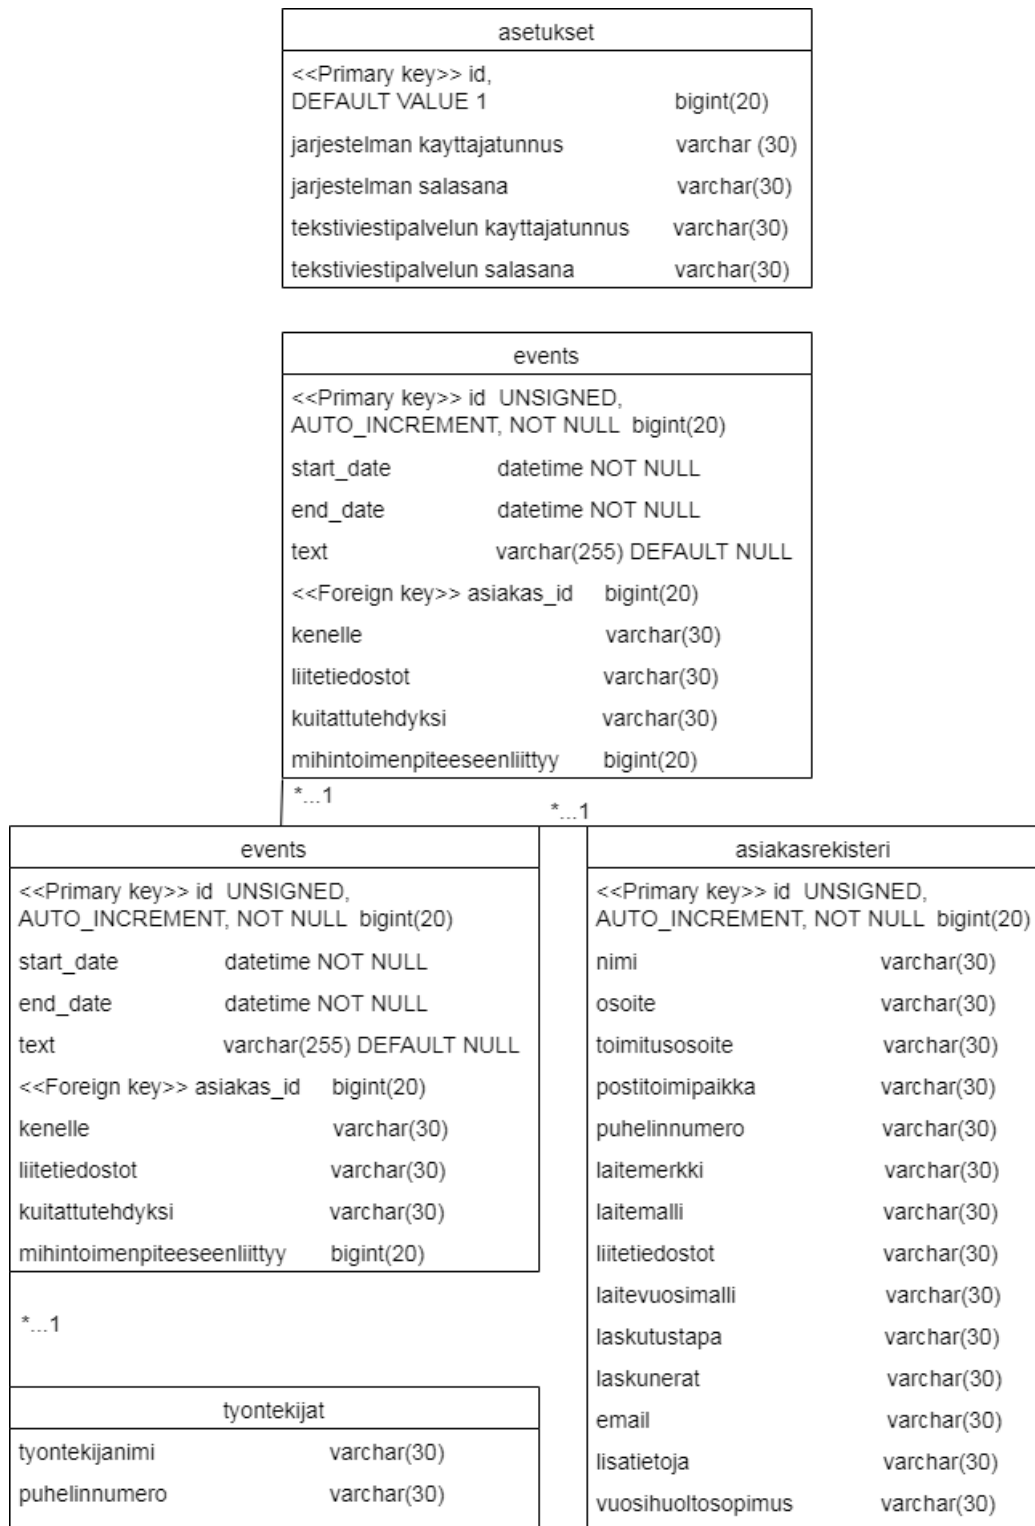 asetukset
<<Primary key>> id,
DEFAULT VALUE 1 bigint(20)
jarjestelman kayttajatunnus varchar (30)
jarjestelman salasana varchar(30)
tekstiviestipalvelun kayttajatunnus varchar(30)
tekstiviestipalvelun salasana varchar(30)
events
<<Primary key>> id UNSIGNED,
AUTO_INCREMENT, NOT NULL bigint(20)
start_date datetime NOT NULL
end_date datetime NOT NULL
text varchar(255) DEFAULT NULL
<<Foreign key>> asiakas_id bigint(20)
kenelle varchar(30)
liitetiedostot varchar(30)
kuitattutehdyksi varchar(30)
mihintoimenpiteeseenliittyy bigint(20)
*...1
*...1
events
<<Primary key>> id UNSIGNED,
AUTO_INCREMENT, NOT NULL bigint(20)
start_date datetime NOT NULL
end_date datetime NOT NULL
text varchar(255) DEFAULT NULL
<<Foreign key>> asiakas_id bigint(20)
kenelle varchar(30)
liitetiedostot varchar(30)
kuitattutehdyksi varchar(30)
mihintoimenpiteeseenliittyy bigint(20)
*...1
tyontekijat
tyontekijanimi varchar(30)
puhelinnumero varchar(30)
asiakasrekisteri
<<Primary key>> id UNSIGNED,
AUTO_INCREMENT, NOT NULL bigint(20)
nimi varchar(30)
osoite varchar(30)
toimitusosoite varchar(30)
postitoimipaikka varchar(30)
puhelinnumero varchar(30)
laitemerkki varchar(30)
laitemalli varchar(30)
liitetiedostot varchar(30)
laitevuosimalli varchar(30)
laskutustapa varchar(30)
laskunerat varchar(30)
email varchar(30)
lisatietoja varchar(30)
vuosihuoltosopimus varchar(30)